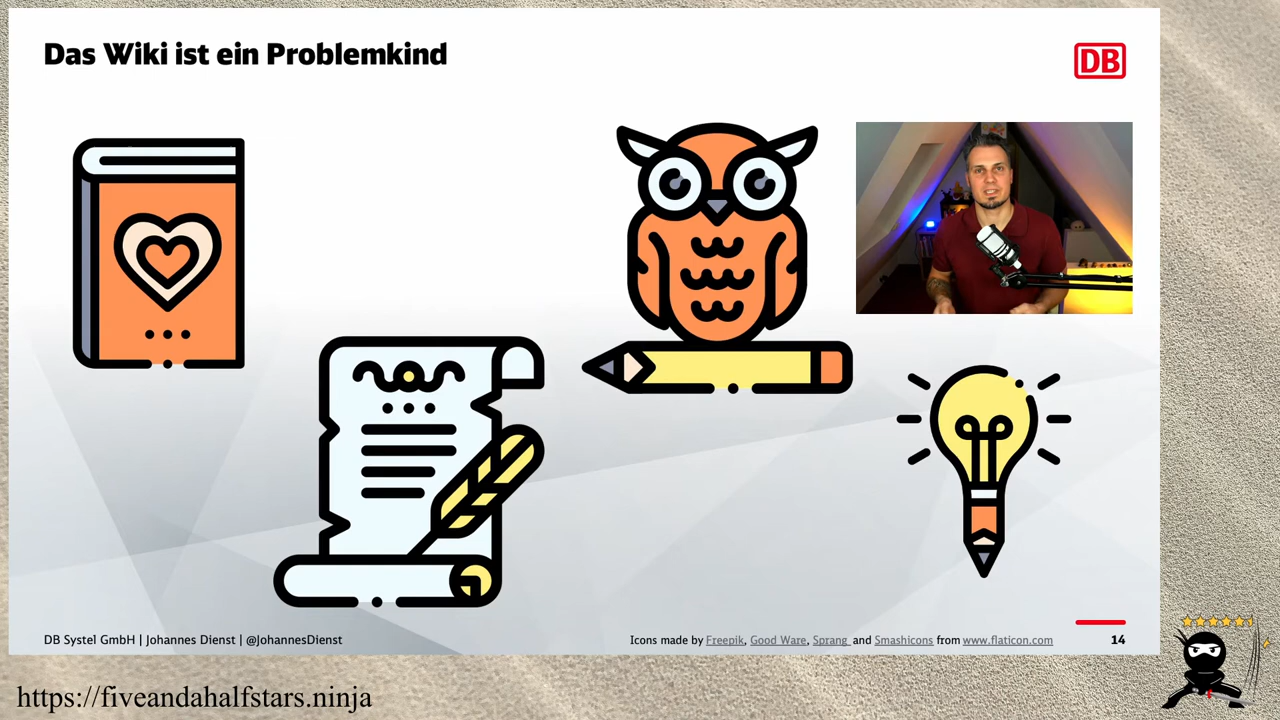 Das Wiki ist ein Problemkind
DB
DB Systel GmbH | Johannes Dienst | @JohannesDienst
Icons made by Freepik, Good Ware, Sprang and Smashicons from www.flaticon.com
14
https://fiveandahalfstars.ninja